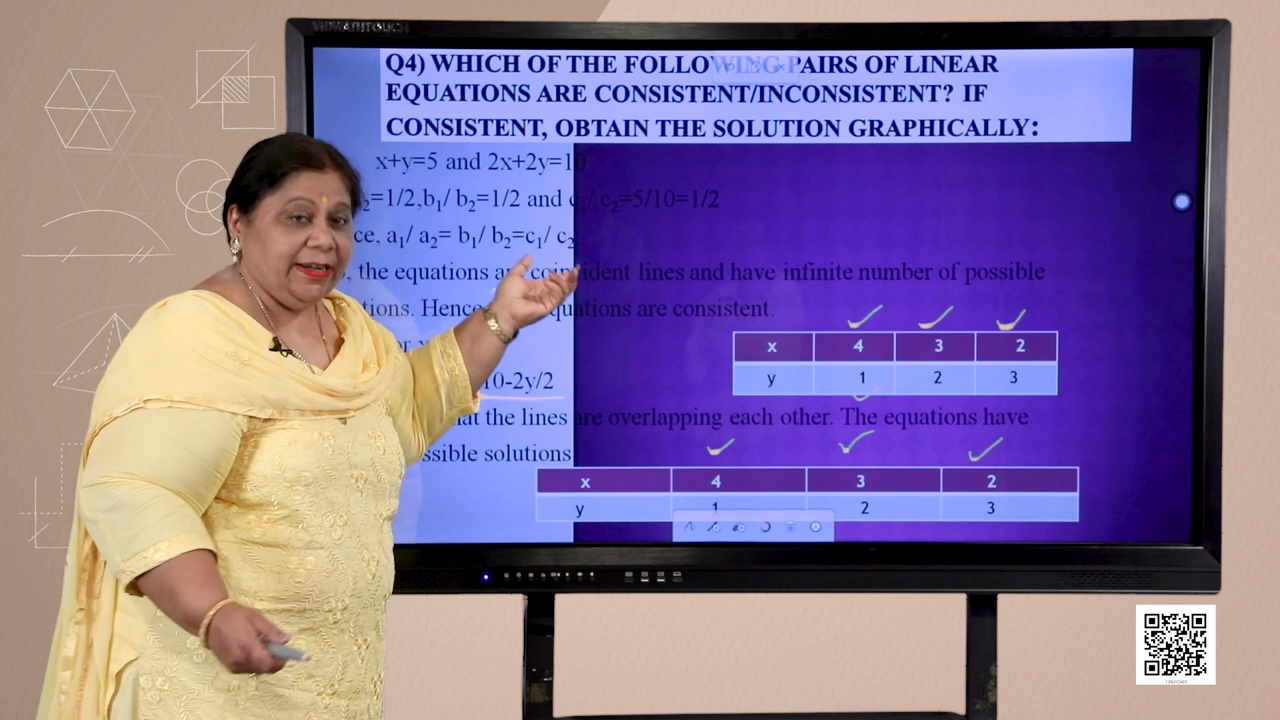 VIDWATHTOUCH
Q4) WHICH OF THE FOLLOWING PAIRS OF LINEAR
EQUATIONS ARE CONSISTENT/INCONSISTENT? IF
CONSISTENT, OBTAIN THE SOLUTION GRAPHICALLY:
x+y=5 and 2x+2y=10
₂=1/2,b₁/ b₂=1/2 and c₁/ c₂=5/10=1/2
ce, a₁/ a₂= b₁/ b₂=c₁/ c₂
, the equations are coincident lines and have infinite number of possible
tions. Hence equations are consistent.
x 4 3 2
y 1 2 3
10-2y/2
at the lines are overlapping each other. The equations have
ssible solutions
x 4 3 2
y 1 2 3
1062CH03